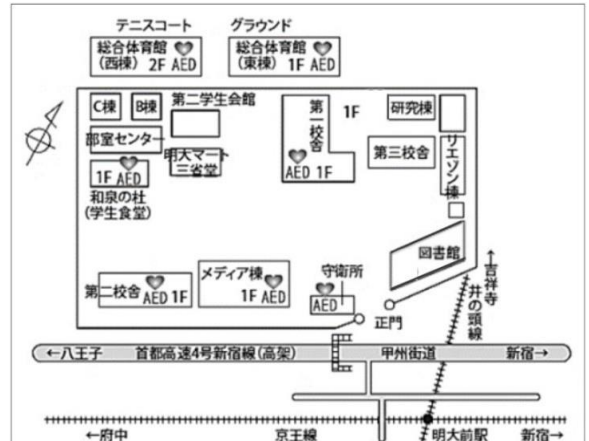 テニスコート
グラウンド
総合体育館
(西棟) 2F AED
総合体育館
(東棟) 1F AED
C棟
B棟
第二学生会館
第一校舎
1F
研究棟
部室センター
明大マート
三省堂
第三校舎
リエゾン棟
AED 1F
1F AED
和泉の杜
(学生食堂)
図書館
←吉祥寺
井の頭線
第二校舎
AED 1F
メディア棟
1F AED
守衛所
AED
正門
←八王子
首都高速4号新宿線(高架)
甲州街道
新宿→
←府中
京王線
明大前駅
新宿→